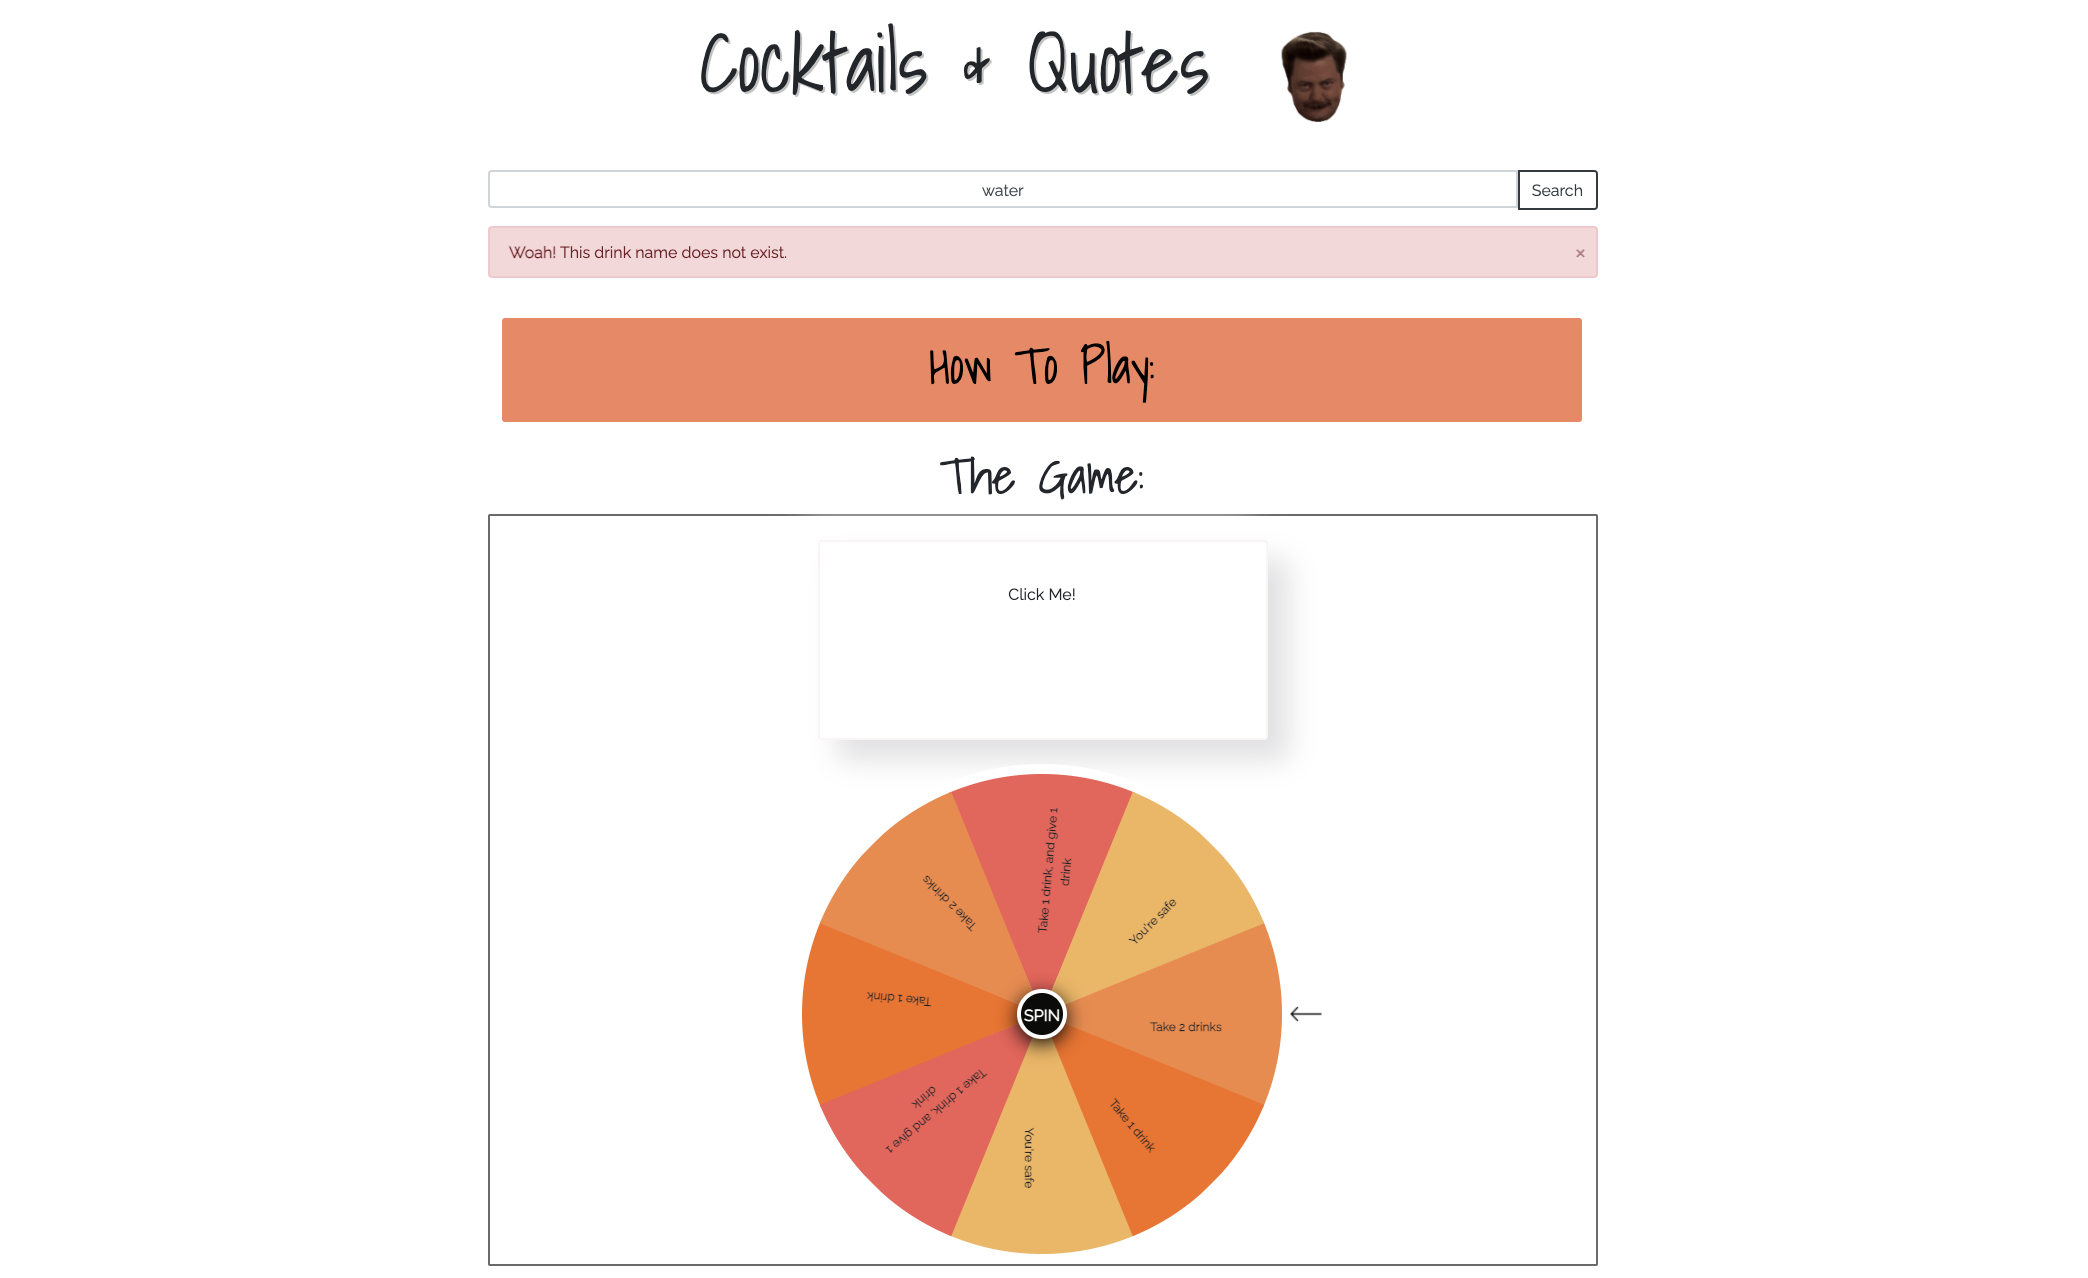 Cocktails & Quotes
water
Search
Woah! This drink name does not exist.
×
How To Play:
The Game:
Click Me!
Take 1 drink, and give 1
drink
You're safe
Take 2 drinks
Take 1 drink
You're safe
Take 1 drink, and give 1
drink
Take 1 drink
Take 2 drinks
SPIN